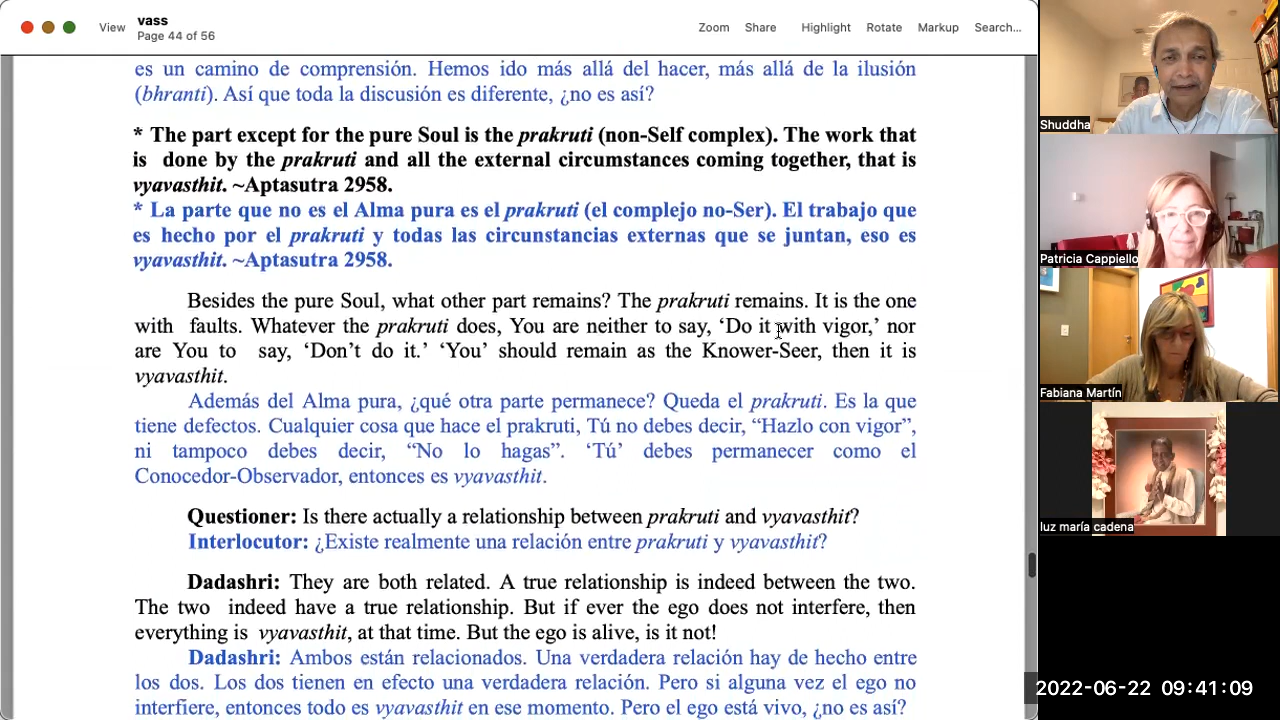 View
vass
Page 44 of 56
Zoom
Share
Highlight
Rotate
Markup
Search...
es un camino de comprensión. Hemos ido más allá del hacer, más allá de la ilusión
(bhranti). Así que toda la discusión es diferente, ¿no es así?
* The part except for the pure Soul is the prakruti (non-Self complex). The work that
is done by the prakruti and all the external circumstances coming together, that is
vyavasthit. ~Aptasutra 2958.
* La parte que no es el Alma pura es el prakruti (el complejo no-Ser). El trabajo que
es hecho por el prakruti y todas las circunstancias externas que se juntan, eso es
vyavasthit. ~Aptasutra 2958.
Besides the pure Soul, what other part remains? The prakruti remains. It is the one
with faults. Whatever the prakruti does, You are neither to say, ‘Do it with vigor,’ nor
are You to say, ‘Don’t do it.’ ‘You’ should remain as the Knower-Seer, then it is
vyavasthit.
Además del Alma pura, ¿qué otra parte permanece? Queda el prakruti. Es la que
tiene defectos. Cualquier cosa que hace el prakruti, Tú no debes decir, “Hazlo con vigor”,
ni tampoco debes decir, “No lo hagas”. ‘Tú’ debes permanecer como el
Conocedor-Observador, entonces es vyavasthit.
Questioner: Is there actually a relationship between prakruti and vyavasthit?
Interlocutor: ¿Existe realmente una relación entre prakruti y vyavasthit?
Dadashri: They are both related. A true relationship is indeed between the two.
The two indeed have a true relationship. But if ever the ego does not interfere, then
everything is vyavasthit, at that time. But the ego is alive, is it not!
Dadashri: Ambos están relacionados. Una verdadera relación hay de hecho entre
los dos. Los dos tienen en efecto una verdadera relación. Pero si alguna vez el ego no
interfiere, entonces todo es vyavasthit en ese momento. Pero el ego está vivo, ¿no es así?
Shuddha
Patricia Cappiello
Fabiana Martín
luz maría cadena
2022-06-22 09:41:09